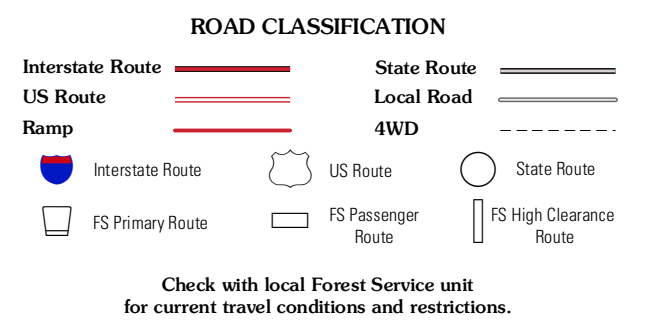 ROAD CLASSIFICATION
Interstate Route
State Route
US Route
Local Road
Ramp
4WD
Interstate Route
US Route
State Route
FS Primary Route
FS Passenger
Route
FS High Clearance
Route
Check with local Forest Service unit
for current travel conditions and restrictions.